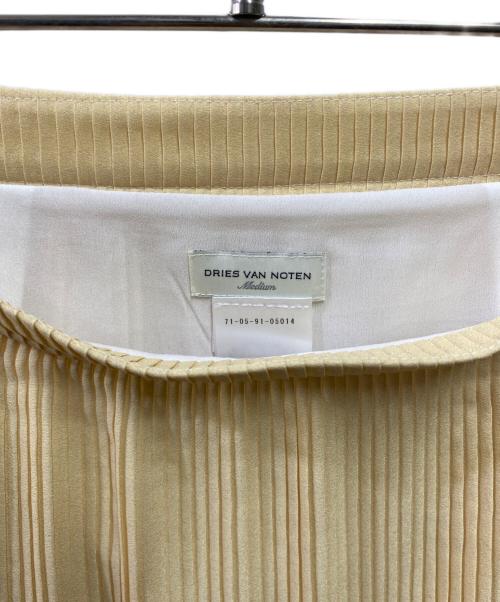 DRIES VAN NOTEN
Medium
71-05-91-05014